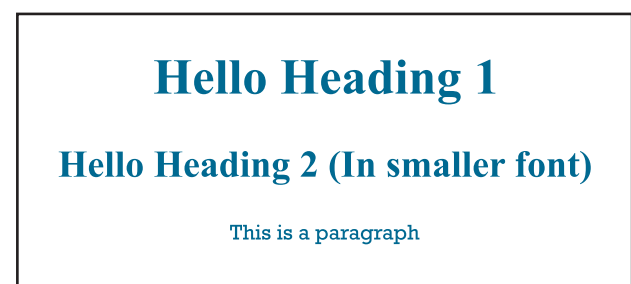 Hello Heading 1
Hello Heading 2 (In smaller font)
This is a paragraph